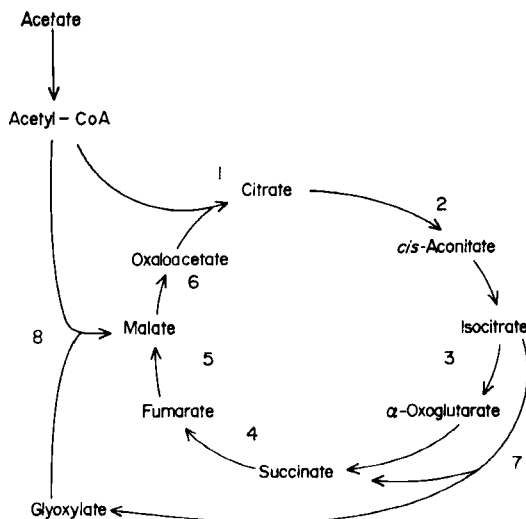 Acetate
Acetyl-CoA
1
Citrate
2
cis-Aconitate
Oxaloacetate
6
Malate
Isocitrate
8
3
5
Fumarate
α-Oxoglutarate
4
7
Succinate
Glyoxylate